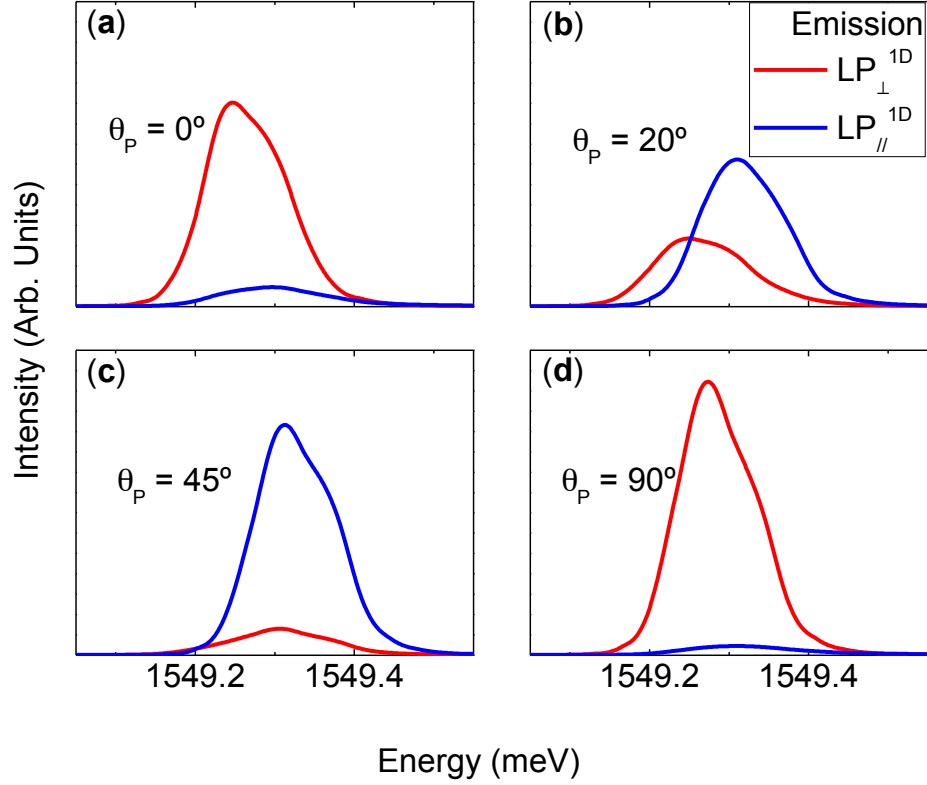 (a)
θP = 0º
(b)
Emission
LP⊥1D
LP//1D
θP = 20º
Intensity (Arb. Units)
(c)
θP = 45º
(d)
θP = 90º
1549.2 1549.4
1549.2 1549.4
Energy (meV)